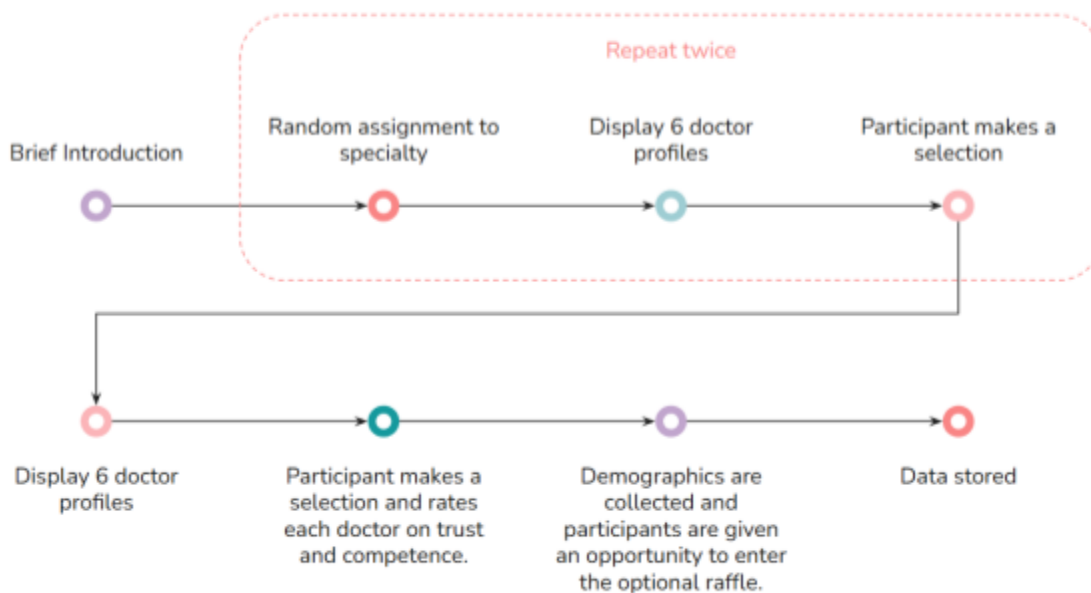 Repeat twice
Brief Introduction
Random assignment to
specialty
Display 6 doctor
profiles
Participant makes a
selection
Display 6 doctor
profiles
Participant makes a
selection and rates
each doctor on trust
and competence.
Demographics are
collected and
participants are given
an opportunity to enter
the optional raffle.
Data stored